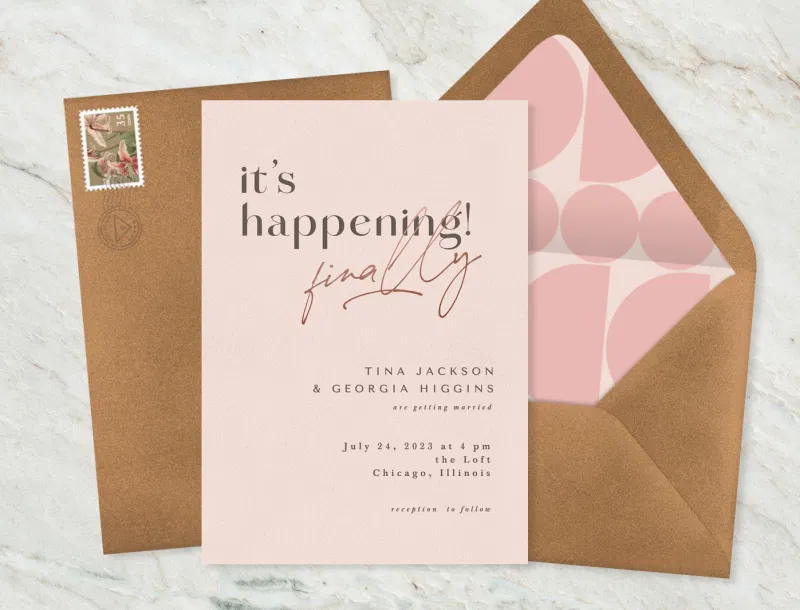 35
it's
happening!
finally
TINA JACKSON
& GEORGIA HIGGINS
are getting married
July 24, 2023 at 4 pm
the Loft
Chicago, Illinois
reception to follow